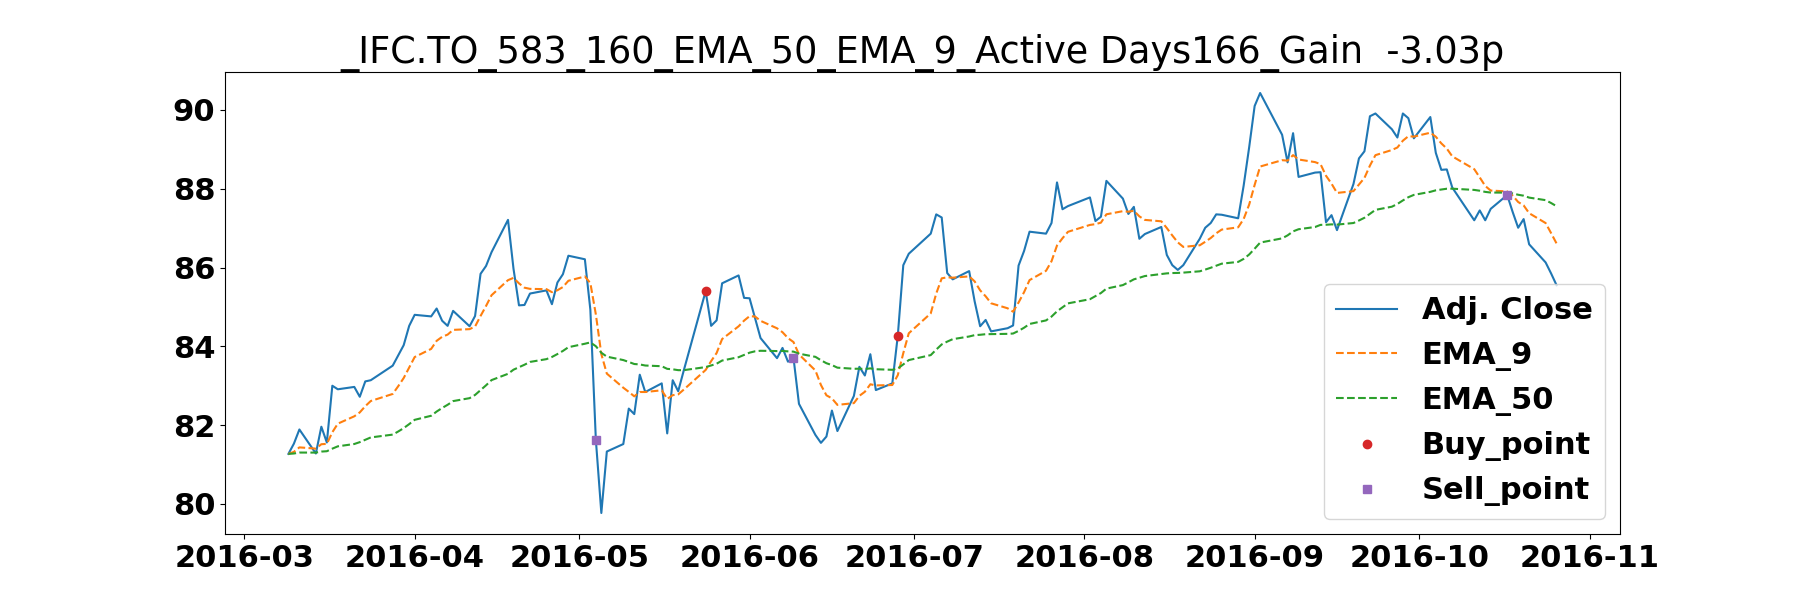 _IFC.TO_583_160_EMA_50_EMA_9_Active Days166_Gain  -3.03p
90
88
86
84
82
80
2016-03 2016-04 2016-05 2016-06 2016-07 2016-08 2016-09 2016-10 2016-11
Adj. Close
EMA_9
EMA_50
Buy_point
Sell_point